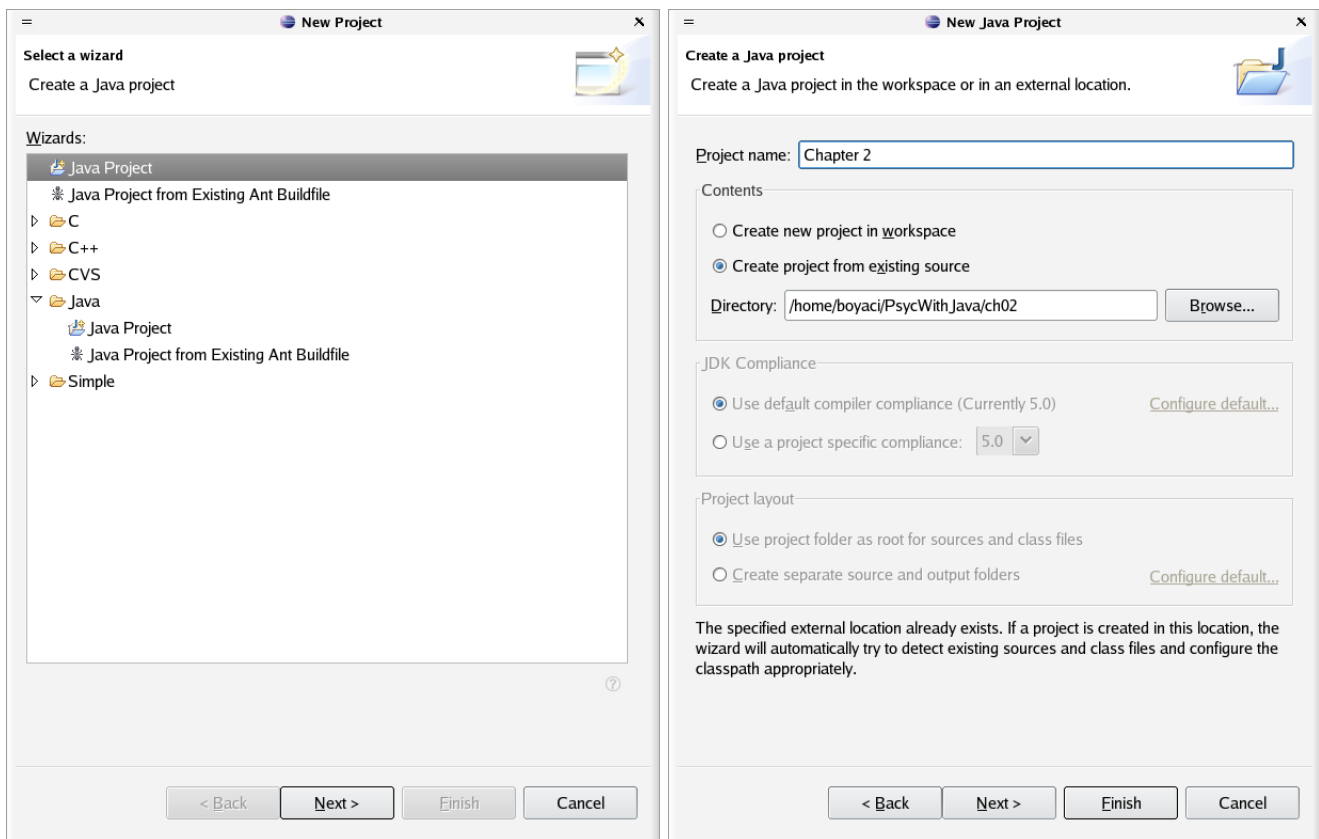 New Project
Select a wizard
Create a Java project
Wizards:
Java Project
Java Project from Existing Ant Buildfile
C
C++
CVS
Java
Java Project
Java Project from Existing Ant Buildfile
Simple
?
< Back
Next >
Finish
Cancel
New Java Project
Create a Java project
Create a Java project in the workspace or in an external location.
Project name: Chapter 2
Contents
Create new project in workspace
Create project from existing source
Directory: /home/boyaci/PsycWithJava/ch02 Browse...
JDK Compliance
Use default compiler compliance (Currently 5.0) Configure default...
Use a project specific compliance: 5.0
Project layout
Use project folder as root for sources and class files
Create separate source and output folders Configure default...
The specified external location already exists. If a project is created in this location, the
wizard will automatically try to detect existing sources and class files and configure the
classpath appropriately.
< Back
Next >
Finish
Cancel